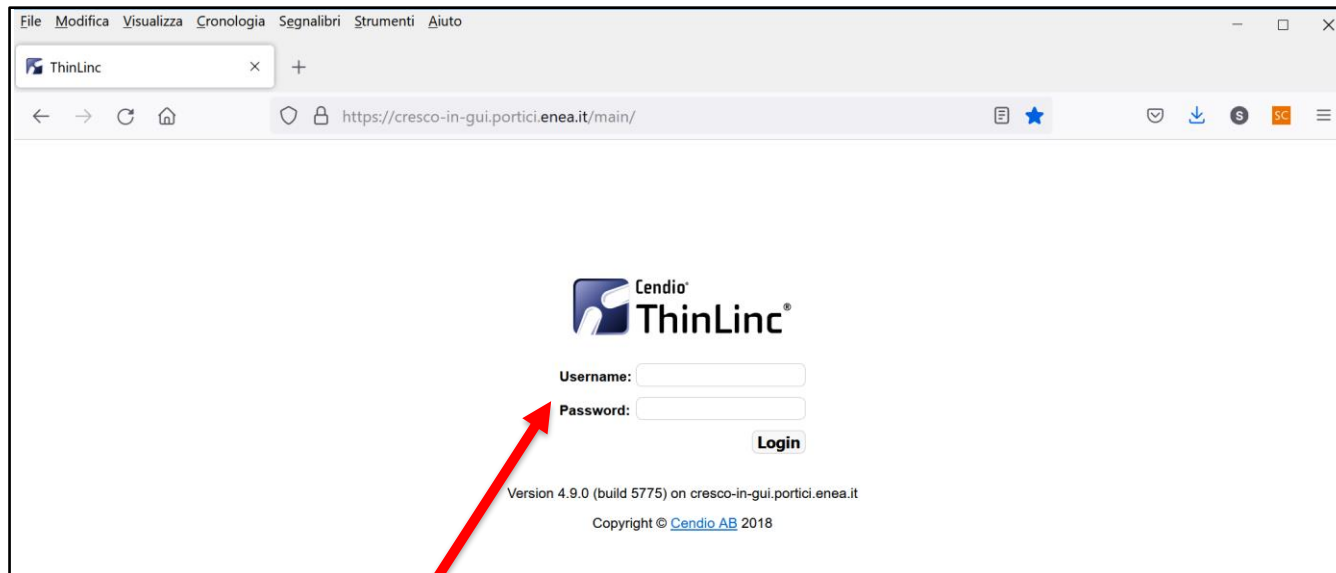 File Modifica Visualizza Cronologia Segnalibri Strumenti Aiuto
ThinLinc
https://cresco-in-gui.portici.enea.it/main/
S
SC
Cendio®
ThinLinc®
Username:
Password:
Login
Version 4.9.0 (build 5775) on cresco-in-gui.portici.enea.it
Copyright © Cendio AB 2018